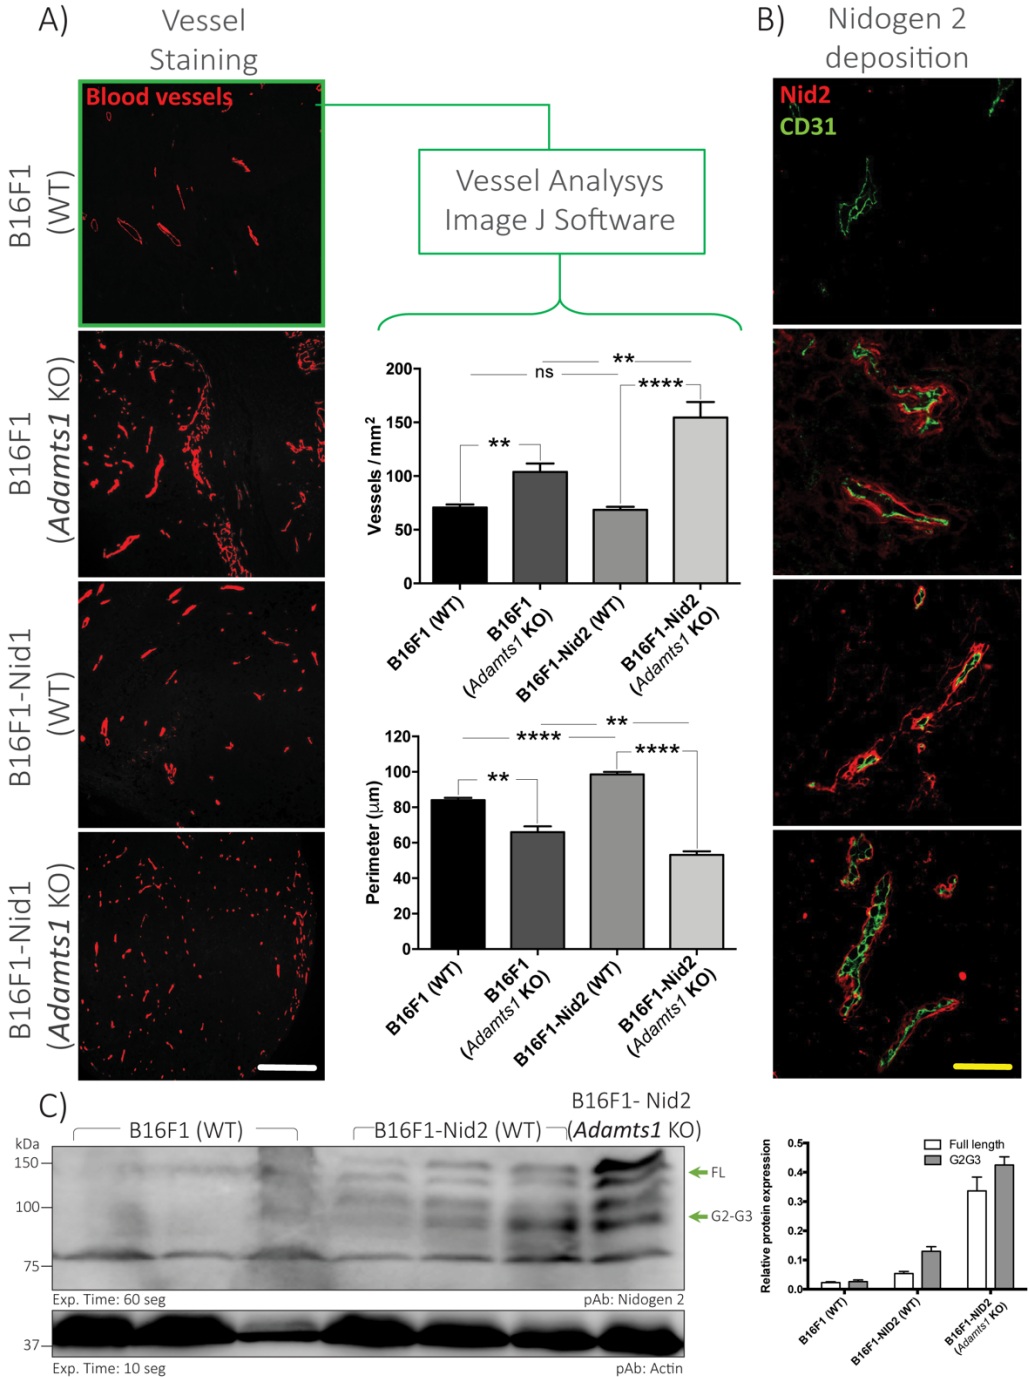 A)
Vessel
Staining
B)
Nidogen 2
deposition
B16F1
(WT)
Blood vessels
Vessel Analysys
Image J Software
Nid2
CD31
B16F1
(Adamts1 KO)
B16F1-Nid1
(WT)
B16F1-Nid1
(Adamts1 KO)
Vessels / mm2
200
150
100
50
0
**
ns
****
**
B16F1 (WT)
B16F1
(Adamts1 KO)
B16F1-Nid2 (WT)
B16F1-Nid2
(Adamts1 KO)
Perimeter (μm)
120
100
80
60
40
20
0
**
****
****
**
B16F1 (WT)
B16F1
(Adamts1 KO)
B16F1-Nid2 (WT)
B16F1-Nid2
(Adamts1 KO)
C)
B16F1 (WT)
B16F1-Nid2 (WT)
B16F1- Nid2
(Adamts1 KO)
kDa
150
100
75
FL
G2-G3
Exp. Time: 60 seg
pAb: Nidogen 2
37
Exp. Time: 10 seg
pAb: Actin
Relative protein expression
0.5
0.4
0.3
0.2
0.1
0.0
Full length
G2G3
B16F1 (WT)
B16F1-NID2 (WT)
B16F1-NID2
(Adamts1 KO)